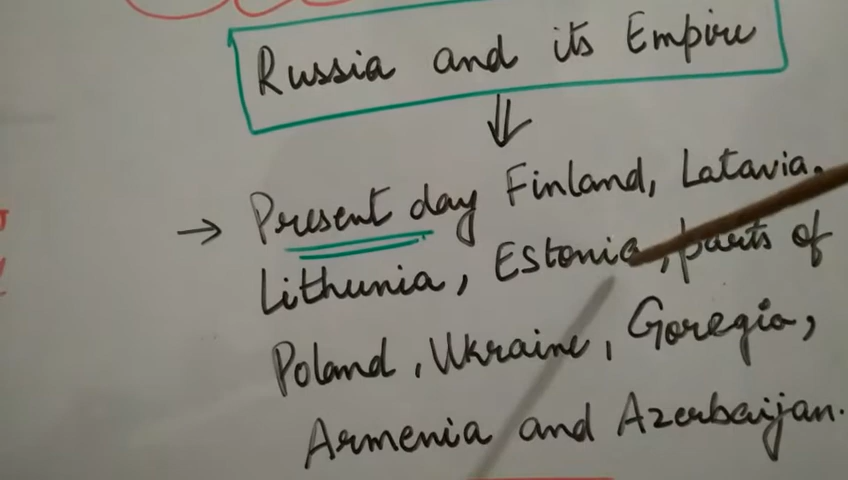 Russia and its Empire
→ Present day Finland, Latavia,
Lithunia, Estonia, parts of
Poland, Ukraine, Goregia,
Armenia and Azerbaijan.